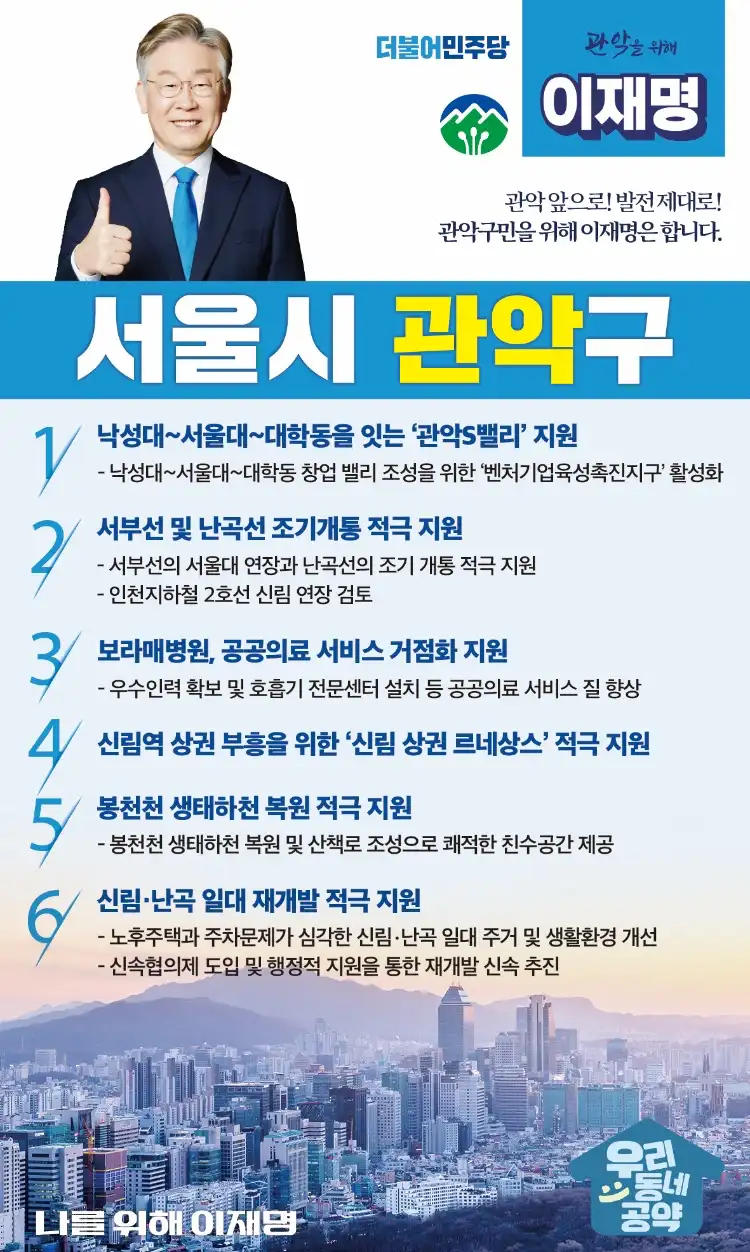 더불어민주당
관악을 위해
이재명
관악 앞으로! 발전 제대로!
관악구민을 위해 이재명은 합니다.
서울시 관악구
1 낙성대~서울대~대학동을 잇는 ‘관악S밸리’ 지원
- 낙성대~서울대~대학동 창업 밸리 조성을 위한 ‘벤처기업육성촉진지구’ 활성화
2 서부선 및 난곡선 조기개통 적극 지원
- 서부선의 서울대 연장과 난곡선의 조기 개통 적극 지원
- 인천지하철 2호선 신림 연장 검토
3 보라매병원, 공공의료 서비스 거점화 지원
- 우수인력 확보 및 호흡기 전문센터 설치 등 공공의료 서비스 질 향상
4 신림역 상권 부흥을 위한 ‘신림 상권 르네상스’ 적극 지원
5 봉천천 생태하천 복원 적극 지원
- 봉천천 생태하천 복원 및 산책로 조성으로 쾌적한 친수공간 제공
6 신림·난곡 일대 재개발 적극 지원
- 노후주택과 주차문제가 심각한 신림·난곡 일대 주거 및 생활환경 개선
- 신속협의제 도입 및 행정적 지원을 통한 재개발 신속 추진
우리
동네
공약
나를 위해 이재명